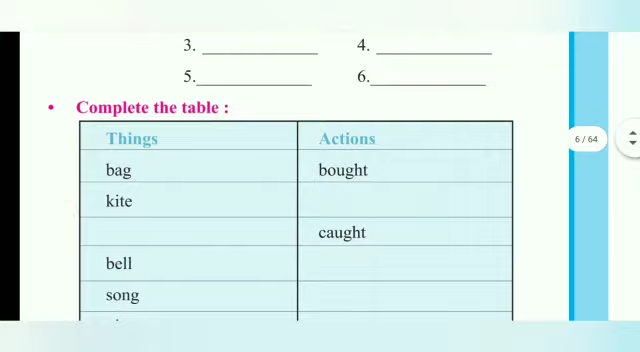 3. ______________ 4. ______________
5.______________ 6.______________
• Complete the table :
Things Actions
bag bought
kite
caught
bell
song
6 / 64